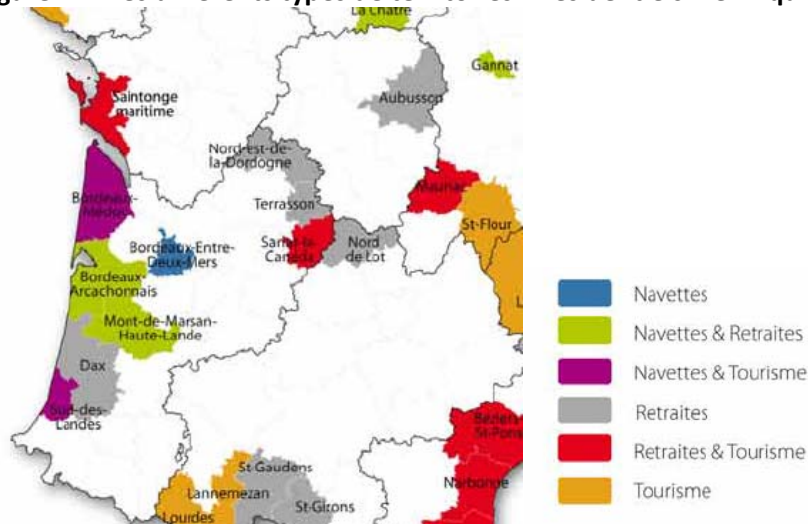 La Châtre
Gannat
Aubusson
Saintonge
maritime
Nord-est-de-
la-Dordogne
Mauriac
Bordeaux-
Médoc
Terrasson
St-Flour
Bordeaux-Entre-
Deux-Mers
Sarlat-la-
Canéda
Nord
de Lot
Bordeaux-
Arcachonnais
L
Mont-de-Marsan-
Haute-Lande
Dax
Sud-des-
Landes
Béziers-
St-Pons
St-Gaudens
Lannemezan
Narbonne
St-Girons
Lourdes
Navettes
Navettes & Retraites
Navettes & Tourisme
Retraites
Retraites & Tourisme
Tourisme